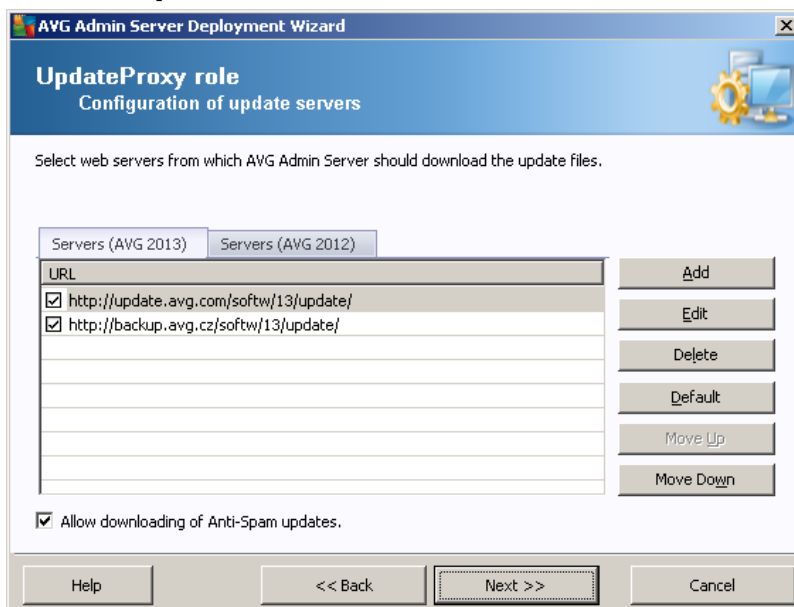 AVG Admin Server Deployment Wizard
UpdateProxy role
Configuration of update servers
Select web servers from which AVG Admin Server should download the update files.
Servers (AVG 2013) Servers (AVG 2012)
URL
http://update.avg.com/softw/13/update/
http://backup.avg.cz/softw/13/update/
Add
Edit
Delete
Default
Move Up
Move Down
Allow downloading of Anti-Spam updates.
Help << Back Next >> Cancel